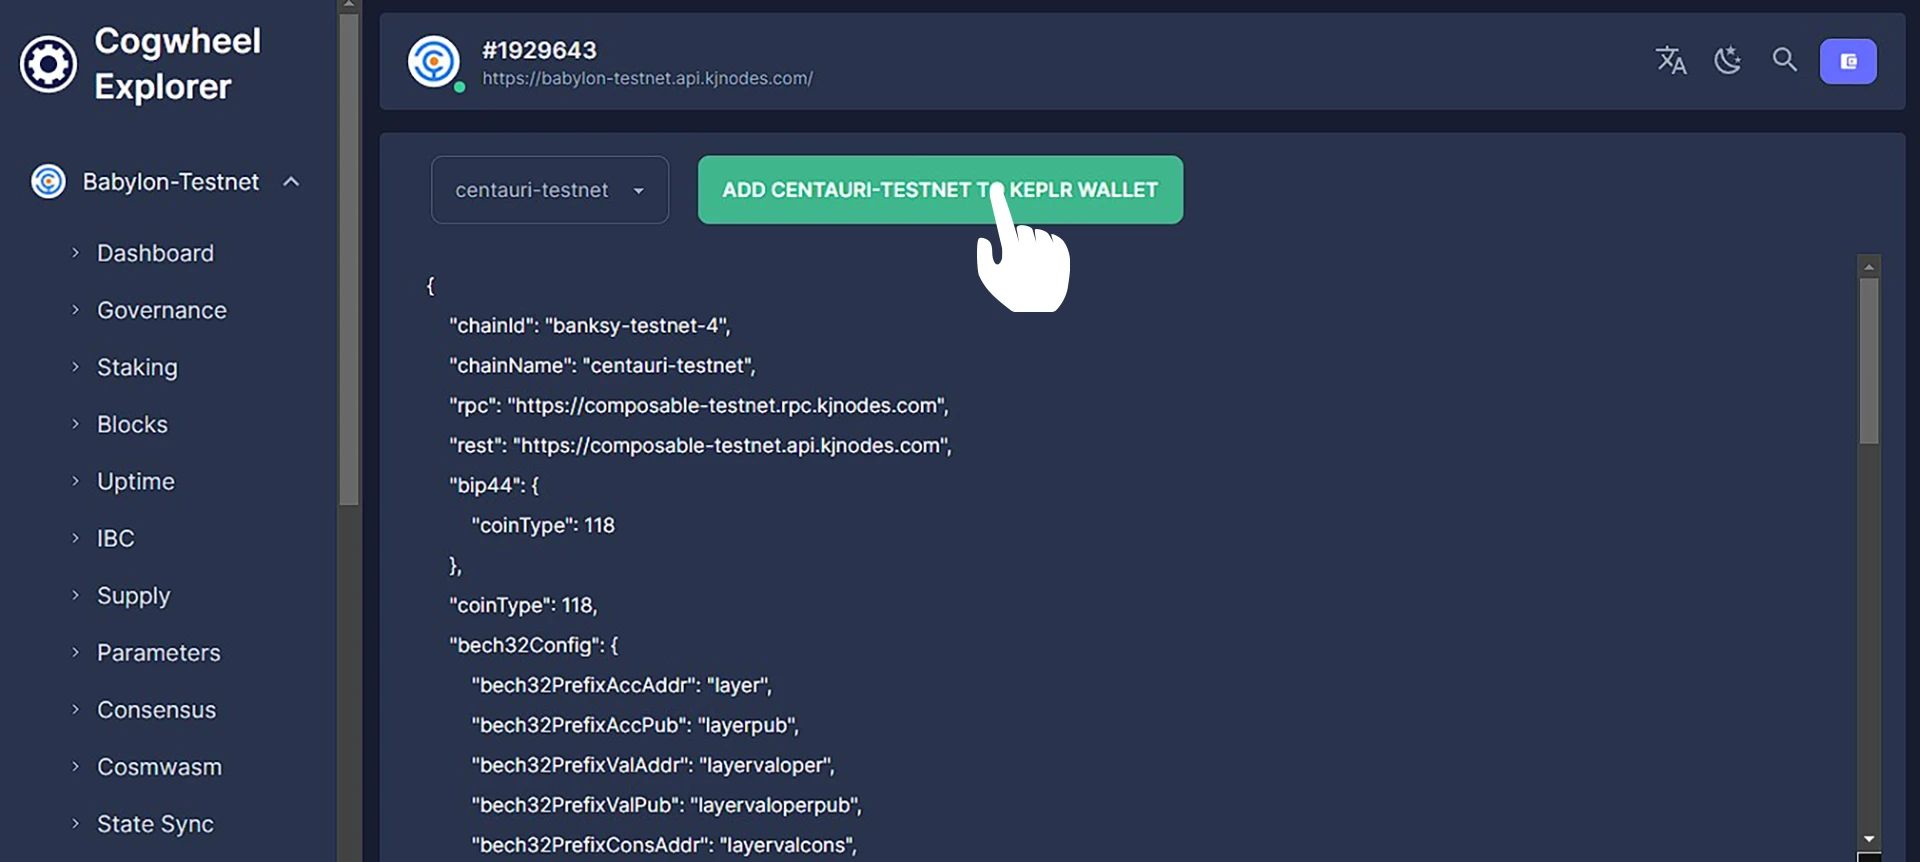 Cogwheel
Explorer
Babylon-Testnet
Dashboard
Governance
Staking
Blocks
Uptime
IBC
Supply
Parameters
Consensus
Cosmwasm
State Sync
#1929643
https://babylon-testnet.api.kjnodes.com/
centauri-testnet
ADD CENTAURI-TESTNET TO KEPLR WALLET
{
"chainId": "banksy-testnet-4",
"chainName": "centauri-testnet",
"rpc": "https://composable-testnet.rpc.kjnodes.com",
"rest": "https://composable-testnet.api.kjnodes.com",
"bip44": {
"coinType": 118
},
"coinType": 118,
"bech32Config": {
"bech32PrefixAccAddr": "layer",
"bech32PrefixAccPub": "layerpub",
"bech32PrefixValAddr": "layervaloper",
"bech32PrefixValPub": "layervaloperpub",
"bech32PrefixConsAddr": "layervalcons",